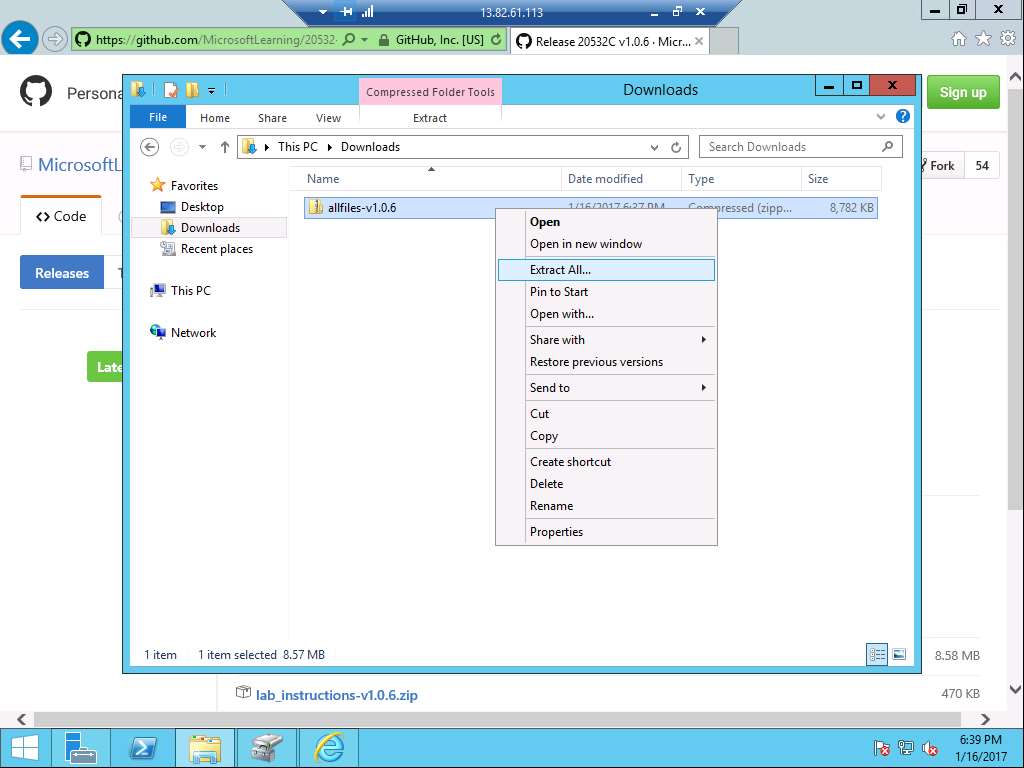 13.82.61.113
https://github.com/MicrosoftLearning/20532-
GitHub, Inc. [US]
Release 20532C v1.0.6 · Micr...
Persona
Compressed Folder Tools
Downloads
Sign up
File
Home
Share
View
Extract
This PC
Downloads
Search Downloads
MicrosoftL
Fork
54
Name
Date modified
Type
Size
Favorites
Desktop
Downloads
Recent places
This PC
Network
allfiles-v1.0.6
1/16/2017 6:37 PM
Compressed (zipp...
8,782 KB
Code
Releases
T
Late
Open
Open in new window
Extract All...
Pin to Start
Open with...
Share with
Restore previous versions
Send to
Cut
Copy
Create shortcut
Delete
Rename
Properties
1 item
1 item selected 8.57 MB
8.58 MB
lab_instructions-v1.0.6.zip
470 KB
6:39 PM
1/16/2017